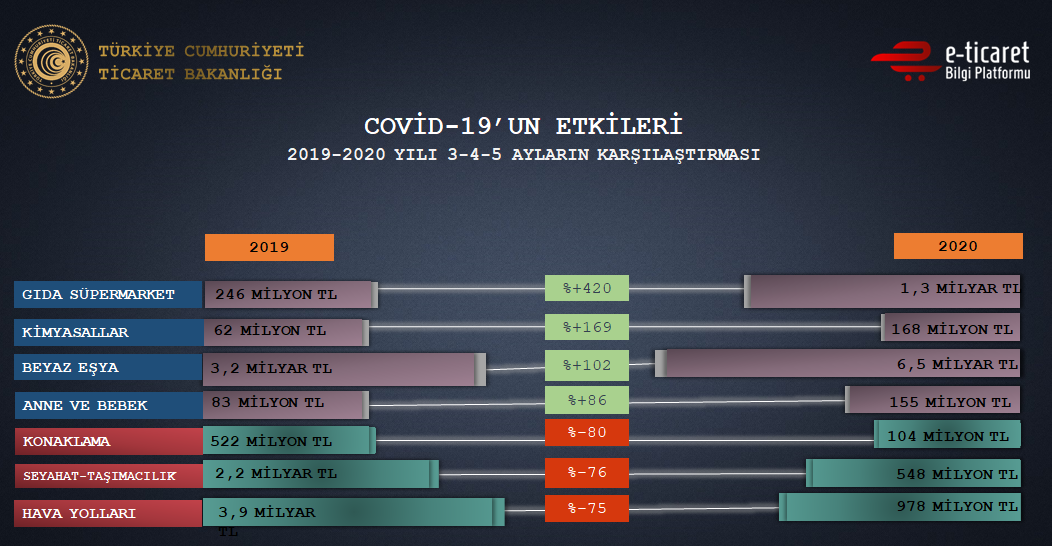 TÜRKİYE CUMHURİYETİ
TİCARET BAKANLIĞI
e-ticaret
Bilgi Platformu
COVİD-19’UN ETKİLERİ
2019-2020 YILI 3-4-5 AYLARIN KARŞILAŞTIRMASI
2019 2020
GIDA SÜPERMARKET 246 MİLYON TL %+420 1,3 MİLYAR TL
KİMYASALLAR 62 MİLYON TL %+169 168 MİLYON TL
BEYAZ EŞYA 3,2 MİLYAR TL %+102 6,5 MİLYAR TL
ANNE VE BEBEK 83 MİLYON TL %+86 155 MİLYON TL
KONAKLAMA 522 MİLYON TL %-80 104 MİLYON TL
SEYAHAT-TAŞIMACILIK 2,2 MİLYAR TL %-76 548 MİLYON TL
HAVA YOLLARI 3,9 MİLYAR TL %-75 978 MİLYON TL